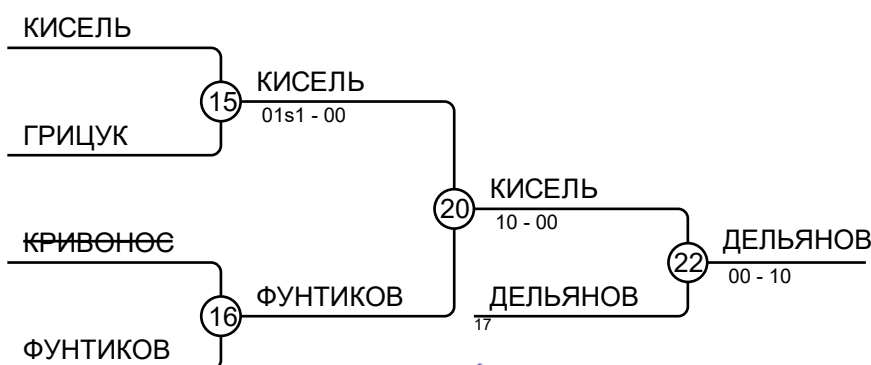 КИСЕЛЬ
15
КИСЕЛЬ
01s1 - 00
ГРИЦУК
20
КИСЕЛЬ
10 - 00
КРИВОНОС
22
ДЕЛЬЯНОВ
00 - 10
16
ФУНТИКОВ
ДЕЛЬЯНОВ
17
ФУНТИКОВ